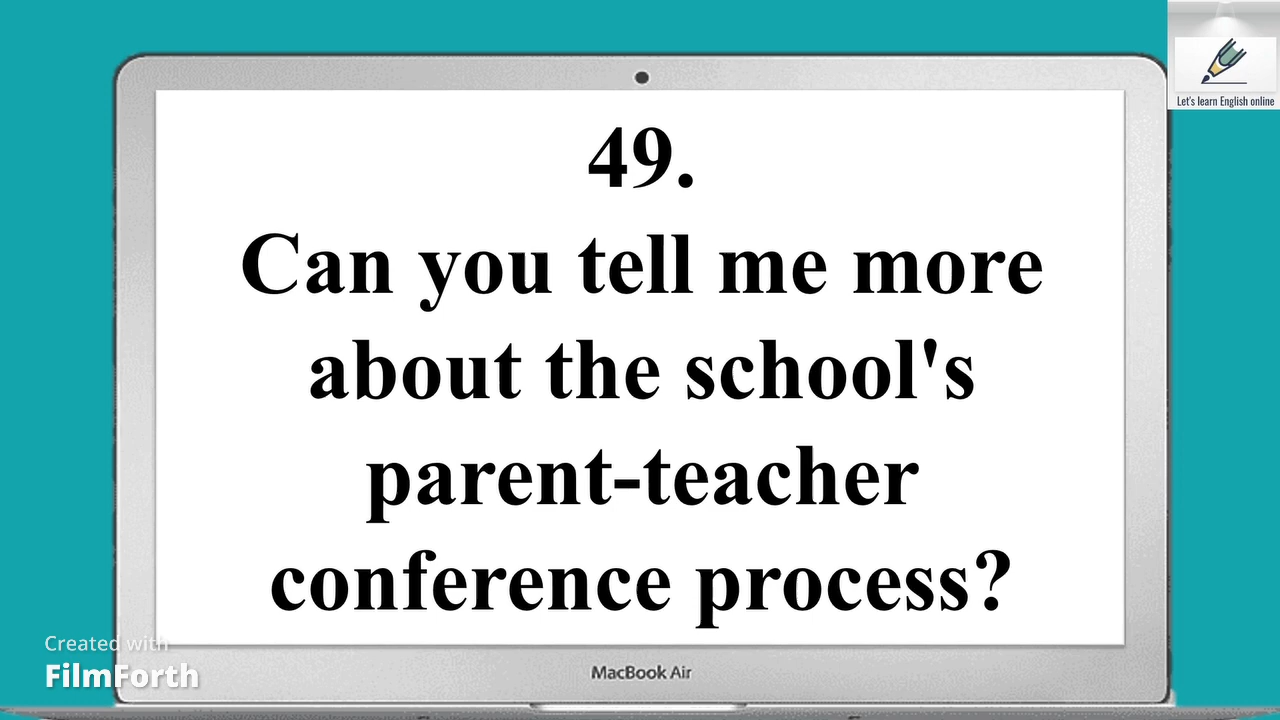 Let's learn English online
49.
Can you tell me more
about the school's
parent-teacher
conference process?
Created with
FilmForth
MacBook Air